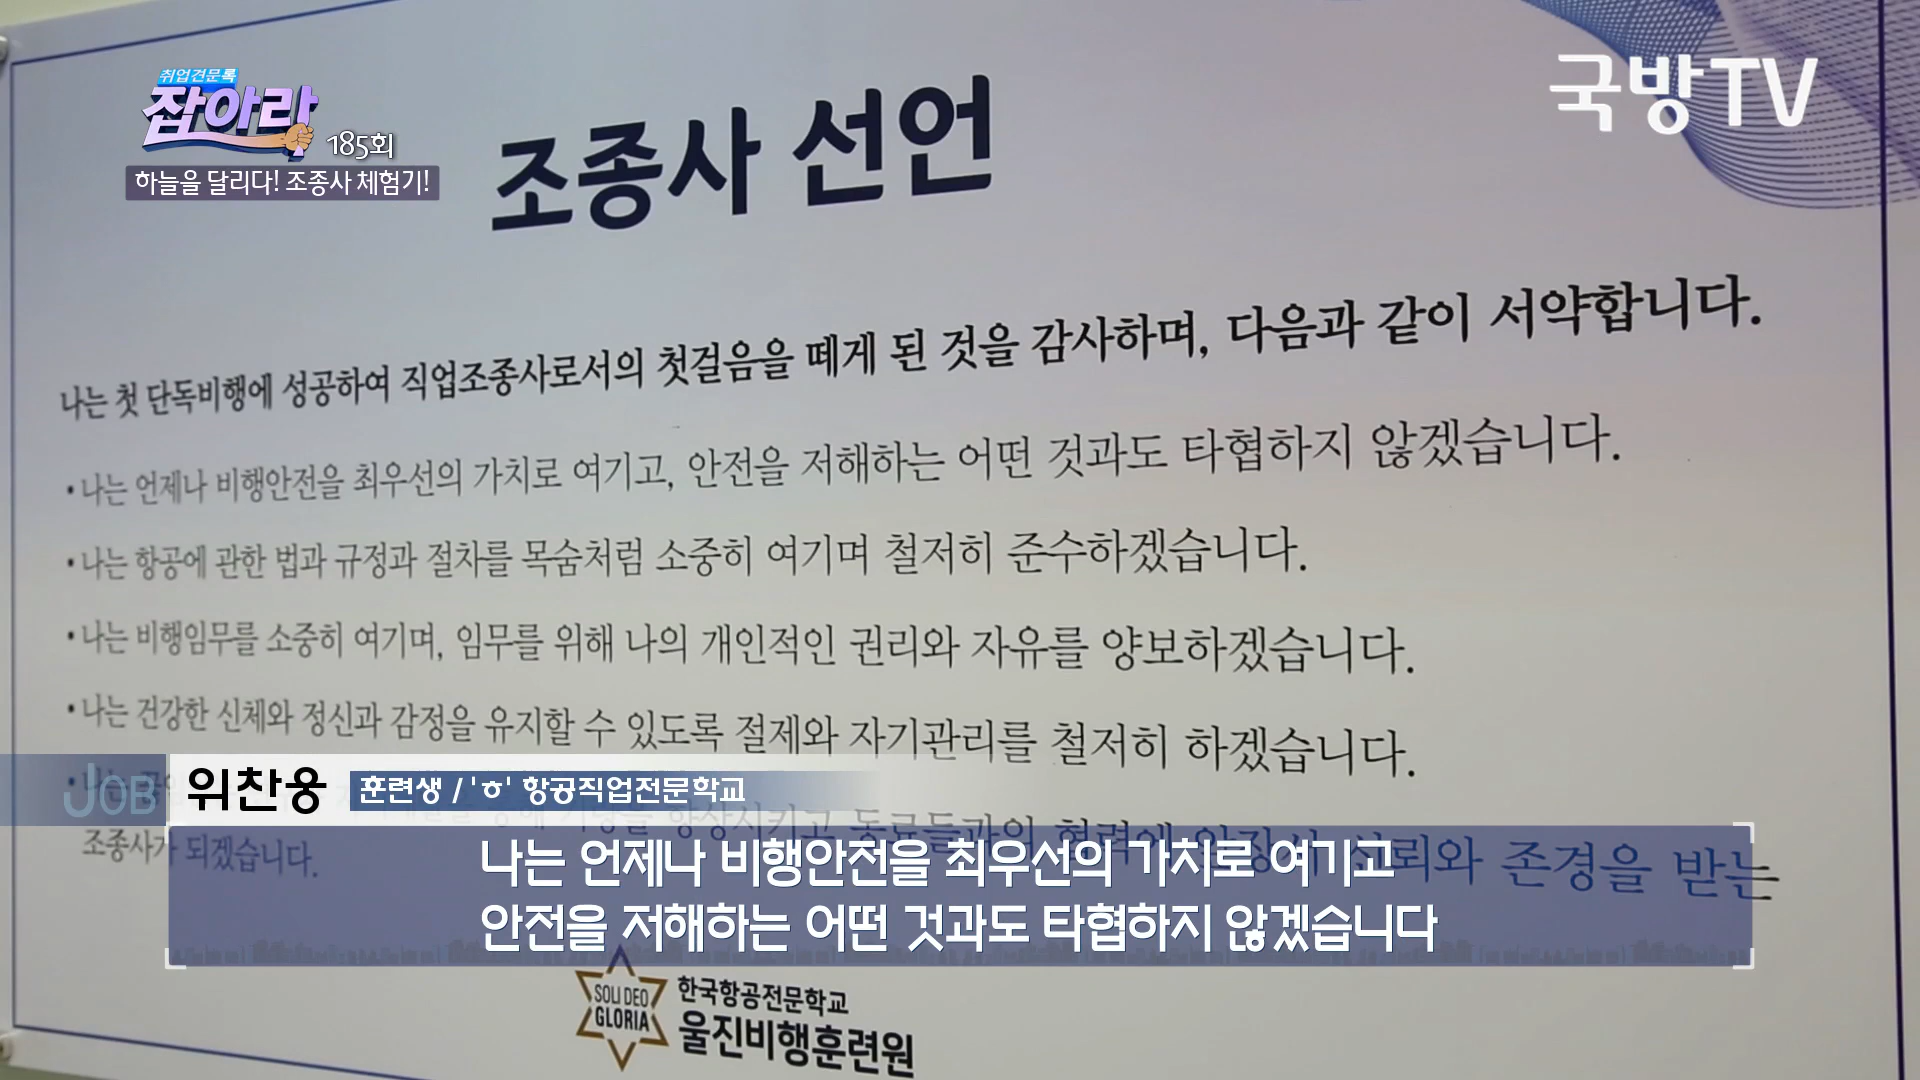 취업견문록
잡아라
185회
하늘을 달리다! 조종사 체험기!
국방TV
조종사 선언
나는 첫 단독비행에 성공하여 직업조종사로서의 첫걸음을 떼게 된 것을 감사하며, 다음과 같이 서약합니다.
•나는 언제나 비행안전을 최우선의 가치로 여기고, 안전을 저해하는 어떤 것과도 타협하지 않겠습니다.
•나는 항공에 관한 법과 규정과 절차를 목숨처럼 소중히 여기며 철저히 준수하겠습니다.
•나는 비행임무를 소중히 여기며, 임무를 위해 나의 개인적인 권리와 자유를 양보하겠습니다.
•나는 건강한 신체와 정신과 감정을 유지할 수 있도록 절제와 자기관리를 철저히 하겠습니다.
향상시키고 동료들과의 협력에 존경을 받는
조종사가 되겠습니다.
JOB
위찬웅
훈련생 / 'ㅎ' 항공직업전문학교
나는 언제나 비행안전을 최우선의 가치로 여기고
안전을 저해하는 어떤 것과도 타협하지 않겠습니다
SOLI DEO
GLORIA
한국항공전문학교
울진비행훈련원